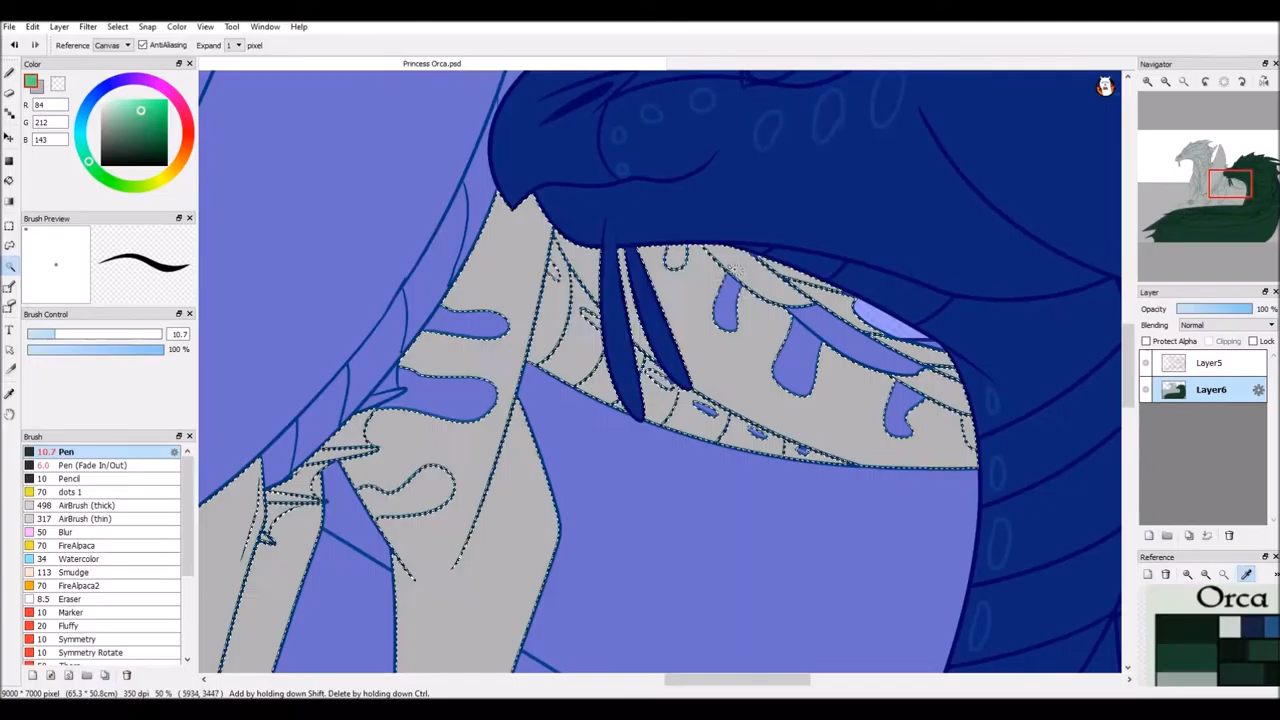 File Edit Layer Filter Select Snap Color View Tool Window Help
Reference Canvas AntiAliasing Expand 1 pixel
Color
Princess Orca.psd
Navigator
R 84
G 212
B 143
Brush Preview
Brush Control
10.7
100 %
Layer
Opacity 100 %
Blending Normal
Protect Alpha Clipping Lock
Layer5
Layer6
Brush
10.7 Pen
6.0 Pen (Fade In/Out)
10 Pencil
70 dots 1
498 AirBrush (thick)
317 AirBrush (thin)
50 Blur
70 FireAlpaca
34 Watercolor
113 Smudge
70 FireAlpaca2
8.5 Eraser
10 Marker
20 Fluffy
10 Symmetry
10 Symmetry Rotate
Reference
Orca
9000 * 7000 pixel (65.3 * 50.8cm) 350 dpi 50 % ( 5934, 3447 ) Add by holding down Shift. Delete by holding down Ctrl.